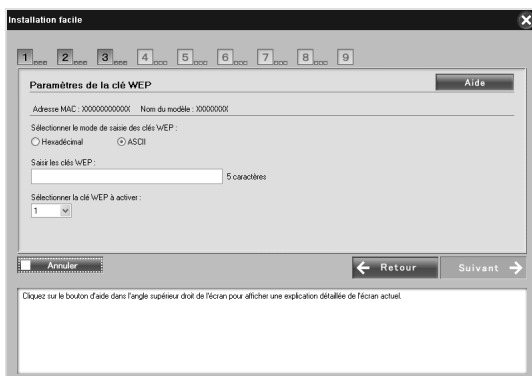 Installation facile
1 2 3 4 5 6 7 8 9
Paramètres de la clé WEP
Aide
Adresse MAC : XXXXXXXXXXXX Nom du modèle : XXXXXXXX
Sélectionner le mode de saisie des clés WEP :
Hexadécimal ASCII
Saisir les clés WEP :
5 caractères
Sélectionner la clé WEP à activer :
1
Annuler
Retour
Suivant
Cliquez sur le bouton d'aide dans l'angle supérieur droit de l'écran pour afficher une explication détaillée de l'écran actuel.